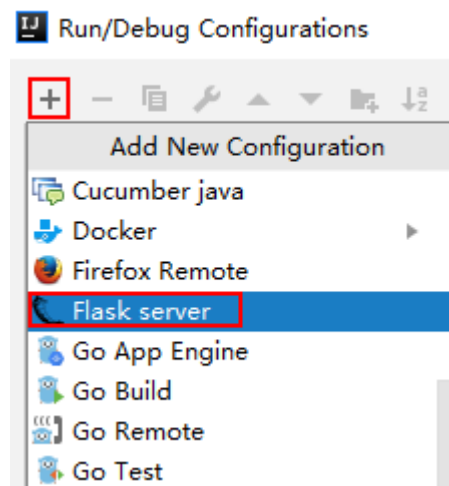 IJ Run/Debug Configurations
Add New Configuration
Cucumber java
Docker
Firefox Remote
Flask server
Go App Engine
Go Build
Go Remote
Go Test